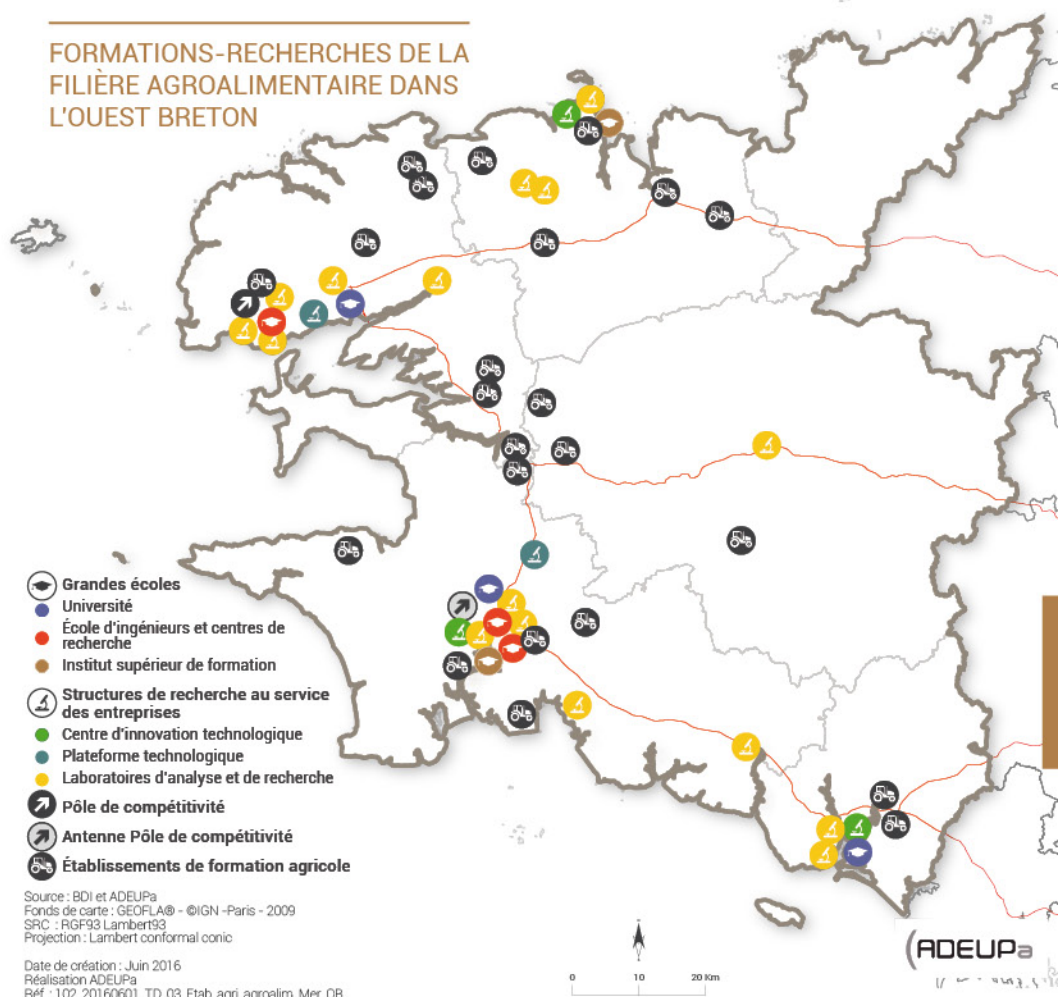 FORMATIONS-RECHERCHES DE LA
FILIÈRE AGROALIMENTAIRE DANS
L'OUEST BRETON
Grandes écoles
Université
École d'ingénieurs et centres de
recherche
Institut supérieur de formation
Structures de recherche au service
des entreprises
Centre d'innovation technologique
Plateforme technologique
Laboratoires d'analyse et de recherche
Pôle de compétitivité
Antenne Pôle de compétitivité
Établissements de formation agricole
Source : BDI et ADEUPa
Fonds de carte : GEOFLA® - ©IGN -Paris - 2009
SRC : RGF93 Lambert93
Projection : Lambert conformal conic
Date de création : Juin 2016
Réalisation ADEUPa
Réf : 102_20160601_TD_03_Etab_agri_agroalim_Mer_OB
0 10 20 Km
ADEUPa